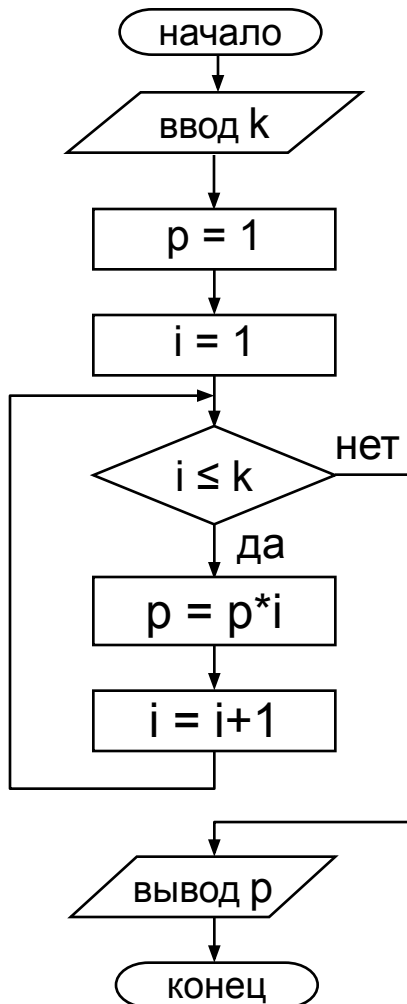 начало
ввод k
p = 1
i = 1
i ≤ k
нет
да
p = p*i
i = i+1
вывод p
конец